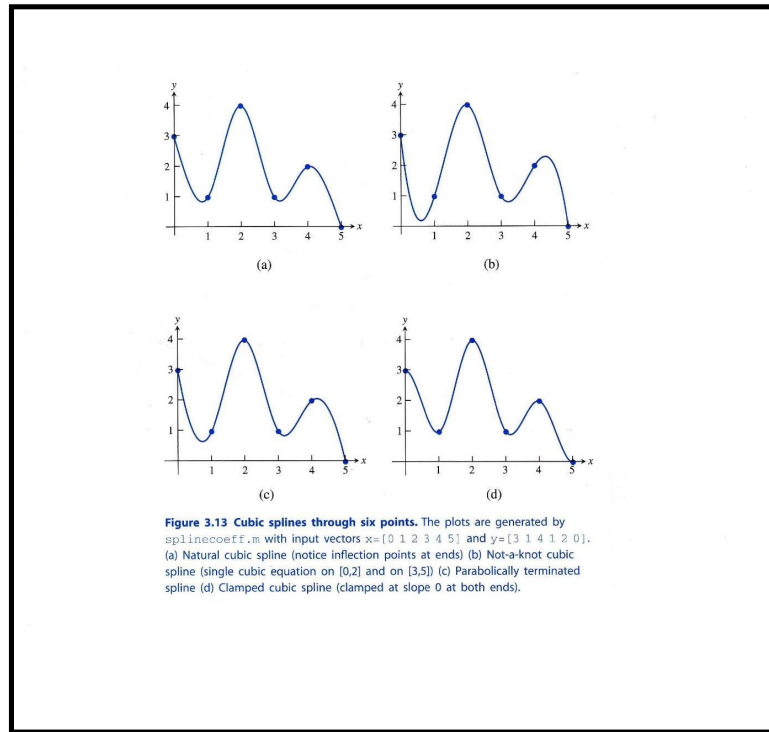 y
4
3
2
1
1 2 3 4 5 x
(a)
y
4
3
2
1
1 2 3 4 5 x
(b)
y
4
3
2
1
1 2 3 4 5 x
(c)
y
4
3
2
1
1 2 3 4 5 x
(d)
Figure 3.13 Cubic splines through six points. The plots are generated by
splinecoeff.m with input vectors x=[0 1 2 3 4 5] and y=[3 1 4 1 2 0].
(a) Natural cubic spline (notice inflection points at ends) (b) Not-a-knot cubic
spline (single cubic equation on [0,2] and on [3,5]) (c) Parabolically terminated
spline (d) Clamped cubic spline (clamped at slope 0 at both ends).